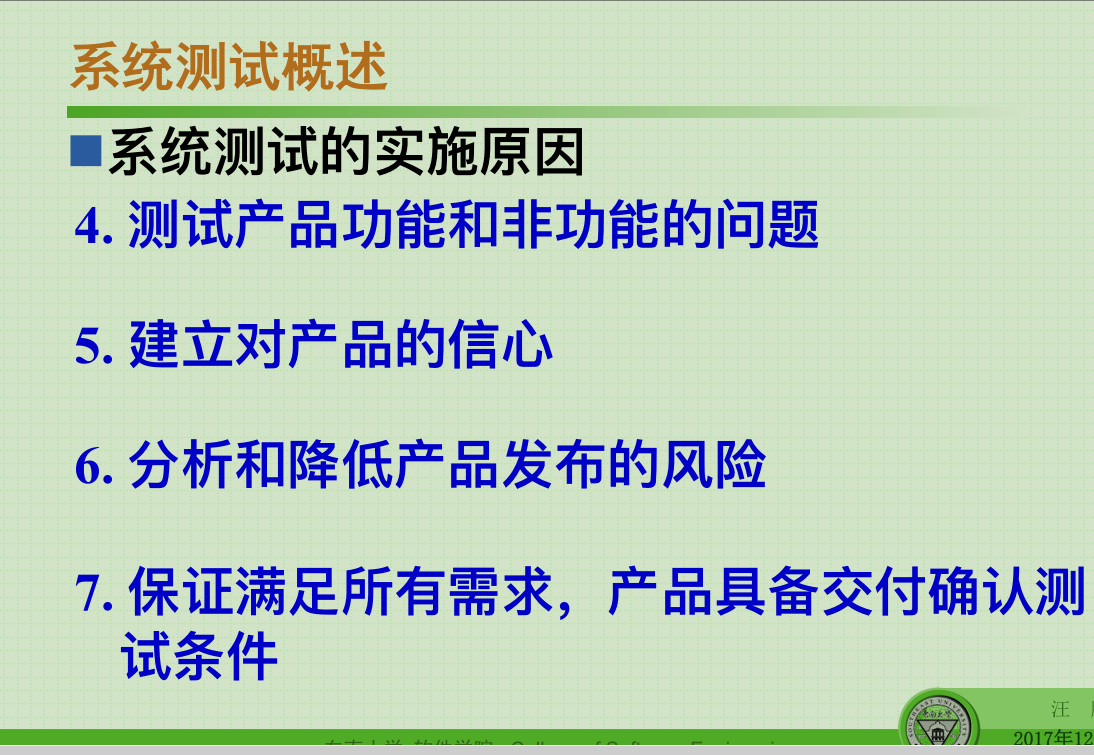 系统测试概述
系统测试的实施原因
4. 测试产品功能和非功能的问题
5. 建立对产品的信心
6. 分析和降低产品发布的风险
7. 保证满足所有需求，产品具备交付确认测
试条件
汪
2017年12